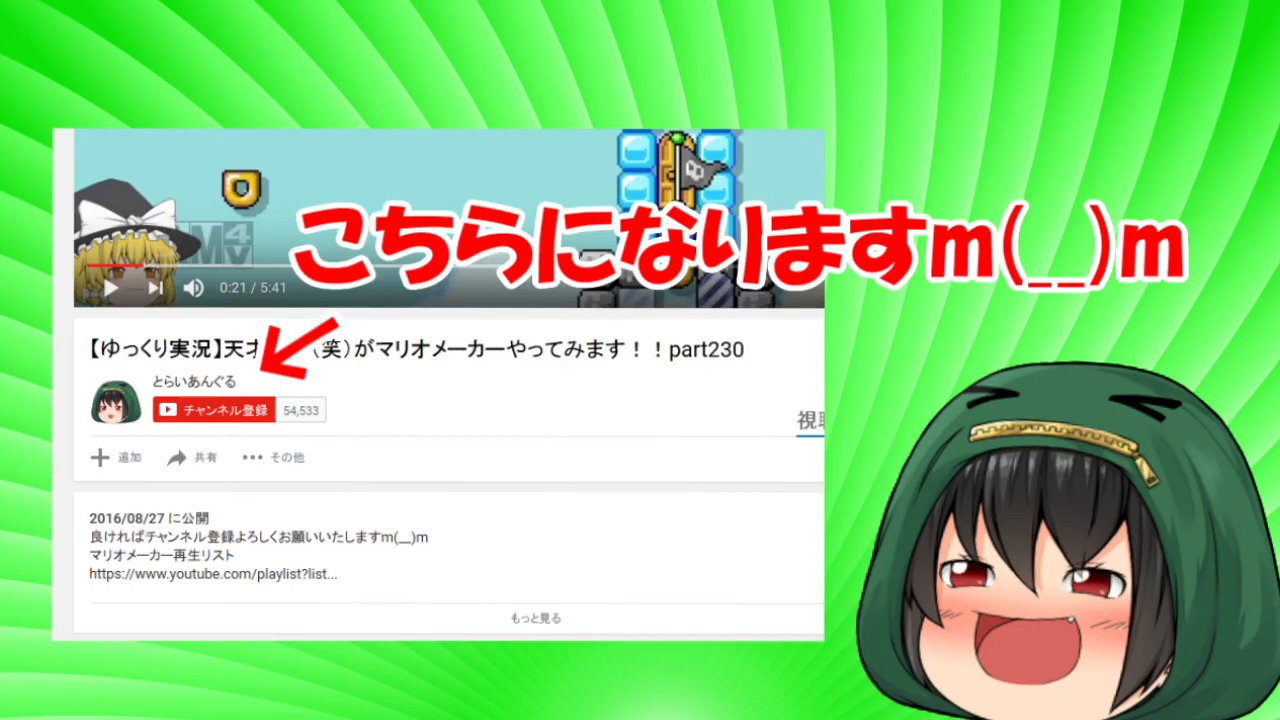 こちらになりますm(__)m
M4V
0:21 / 5:41
【ゆっくり実況】天才 （笑）がマリオメーカーやってみます！！part230
とらいあんぐる
チャンネル登録 54,533
視聴
追加 共有 その他
2016/08/27 に公開
良ければチャンネル登録よろしくお願いいたしますm(__)m
マリオメーカー再生リスト
https://www.youtube.com/playlist?list...
もっと見る